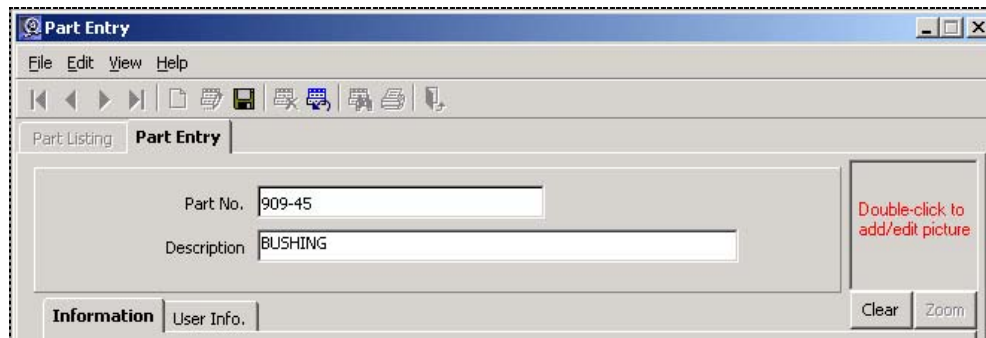 Part Entry
File Edit View Help
Part Listing Part Entry
Part No. 909-45
Description BUSHING
Double-click to
add/edit picture
Information User Info.
Clear Zoom